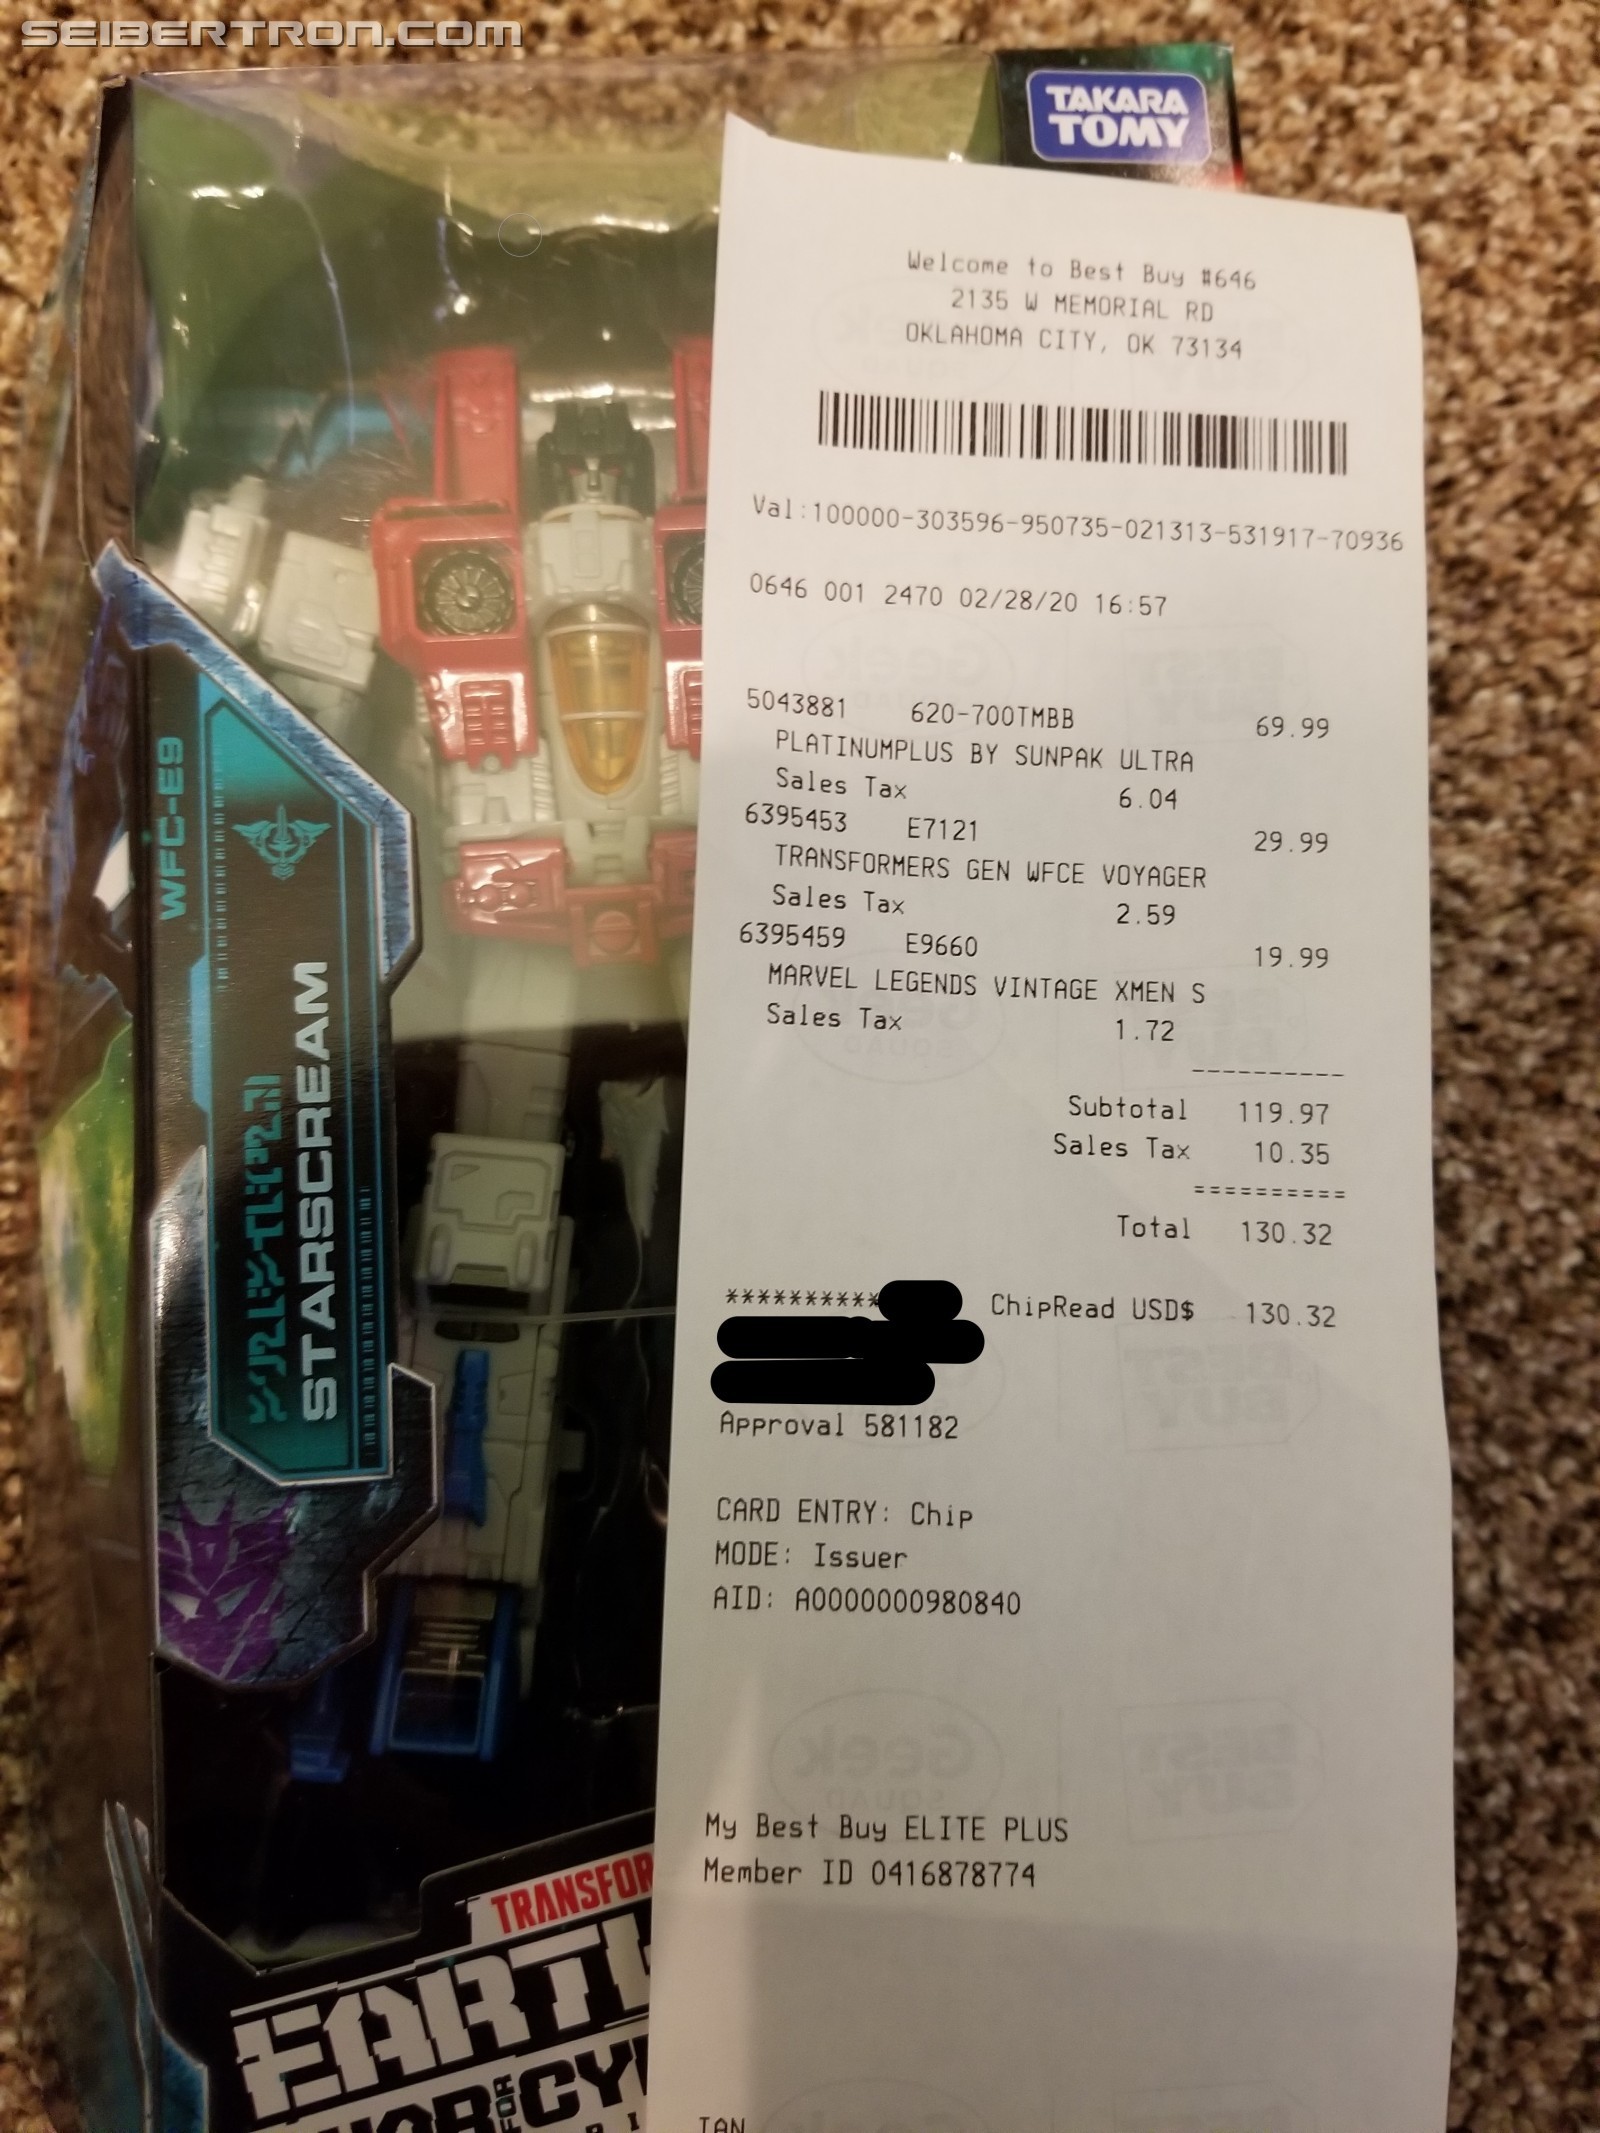 SEIBERTRON.com
TAKARA
TOMY
Welcome to Best Buy #646
2135 W MEMORIAL RD
OKLAHOMA CITY, OK 73134
Val:100000-303596-950735-021313-531917-70936
0646 001 2470 02/28/20 16:57
5043881 620-700TMBB 69.99
PLATINUMPLUS BY SUNPAK ULTRA
Sales Tax 6.04
6395453 E7121 29.99
TRANSFORMERS GEN WFCE VOYAGER
Sales Tax 2.59
6395459 E9660 19.99
MARVEL LEGENDS VINTAGE XMEN S
Sales Tax 1.72
----------
Subtotal 119.97
Sales Tax 10.35
==========
Total 130.32
********** ChipRead USD$ 130.32
Approval 581182
CARD ENTRY: Chip
MODE: Issuer
AID: A0000000980840
My Best Buy ELITE PLUS
Member ID 0416878774
WFC-E9
STARSCREAM
TRANSFOR
EARTH
FOR
CY